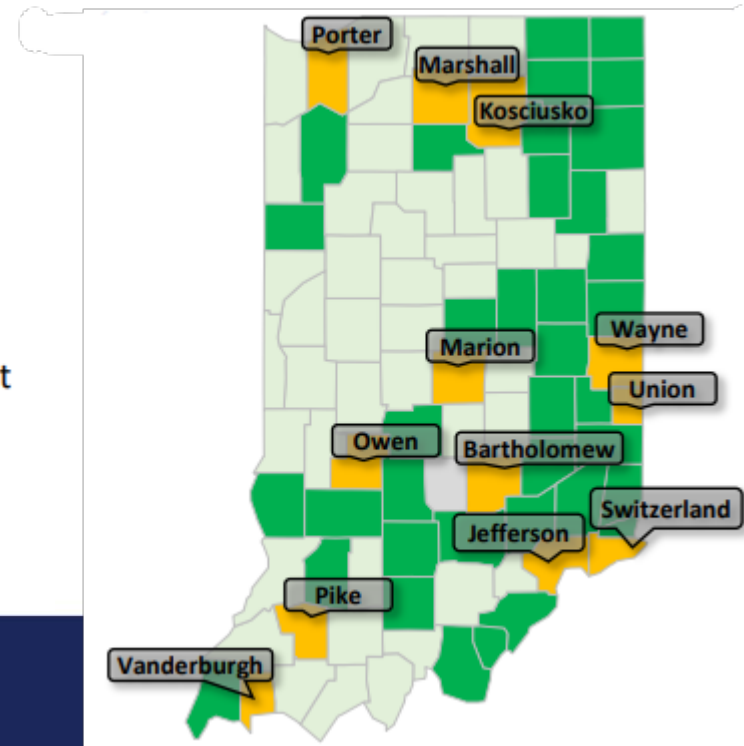 Porter
Marshall
Kosciusko
t
Wayne
Marion
Union
Owen
Bartholomew
Switzerland
Jefferson
Pike
Vanderburgh